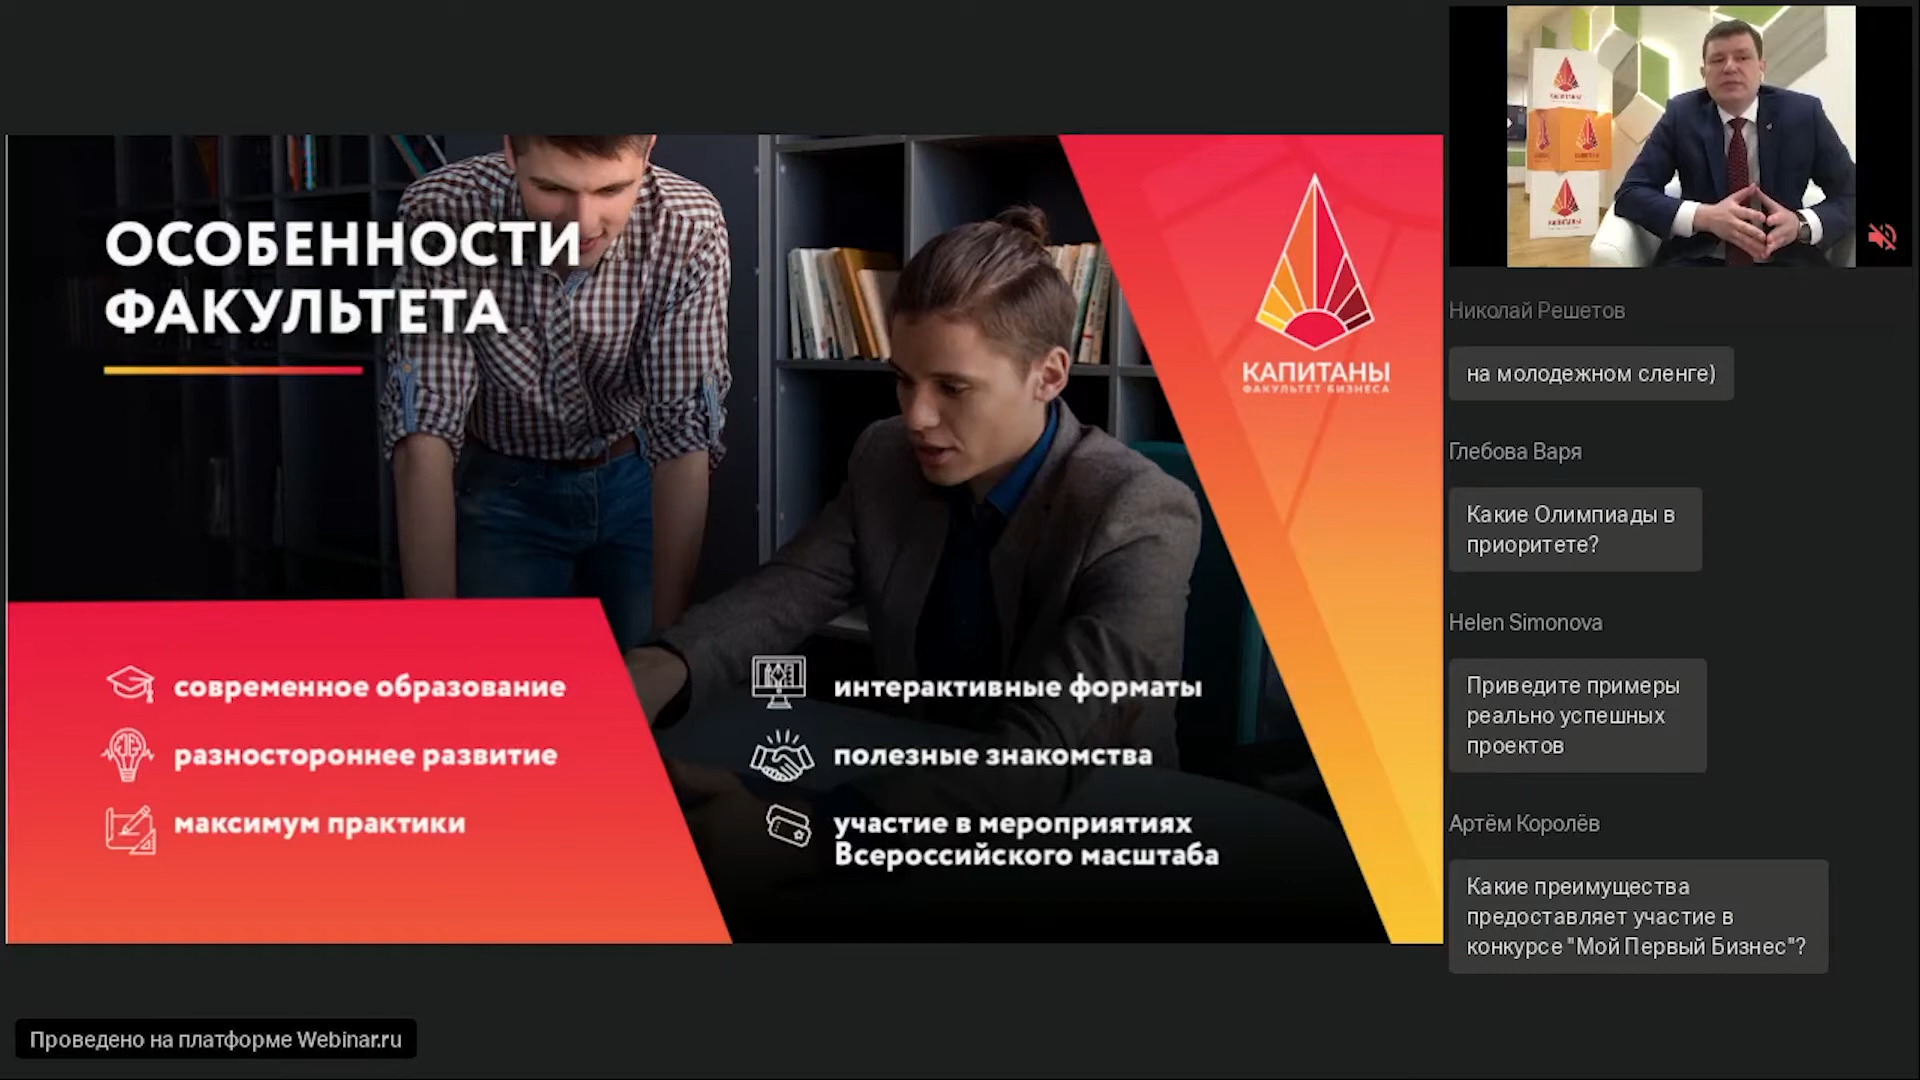 ОСОБЕННОСТИ
ФАКУЛЬТЕТА
КАПИТАНЫ
ФАКУЛЬТЕТ БИЗНЕСА
современное образование
разностороннее развитие
максимум практики
интерактивные форматы
полезные знакомства
участие в мероприятиях
Всероссийского масштаба
КАПИТАНЫ
КАПИТАНЫ
Николай Решетов
на молодежном сленге)
Глебова Варя
Какие Олимпиады в
приоритете?
Helen Simonova
Приведите примеры
реально успешных
проектов
Артём Королёв
Какие преимущества
предоставляет участие в
конкурсе "Мой Первый Бизнес"?
Проведено на платформе Webinar.ru